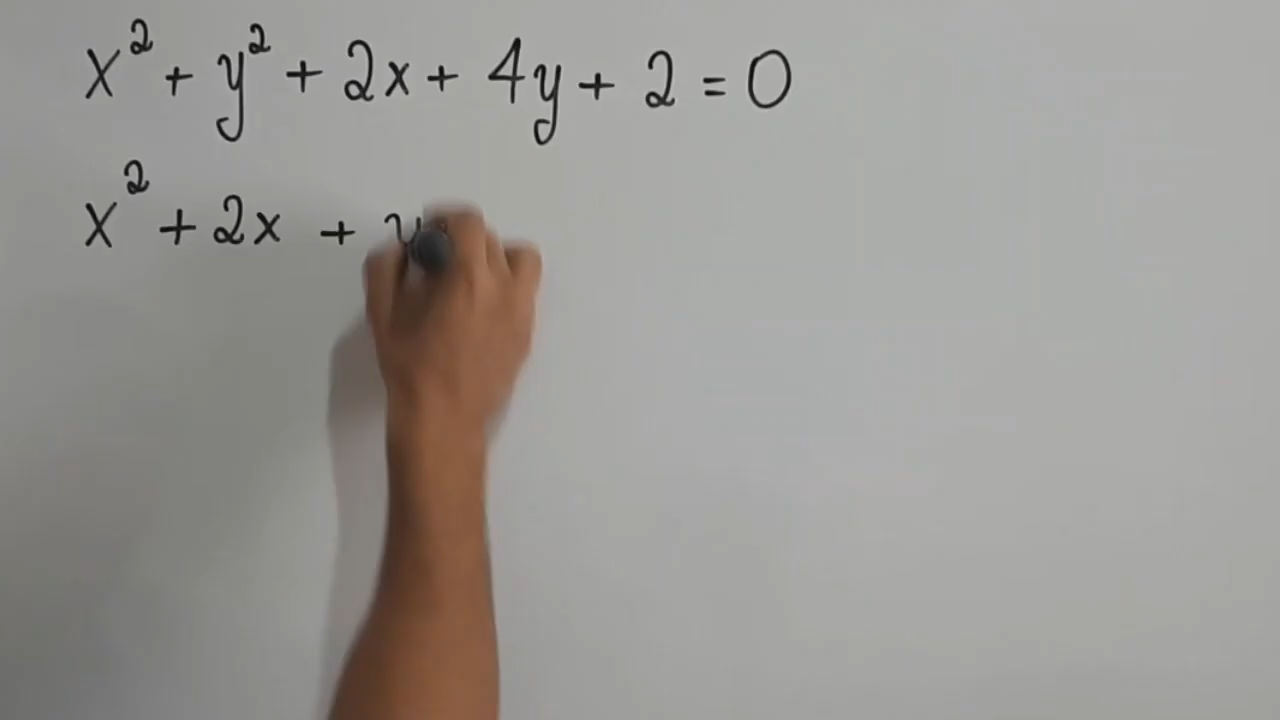 x² + y² + 2x + 4y + 2 = 0
x² + 2x + y